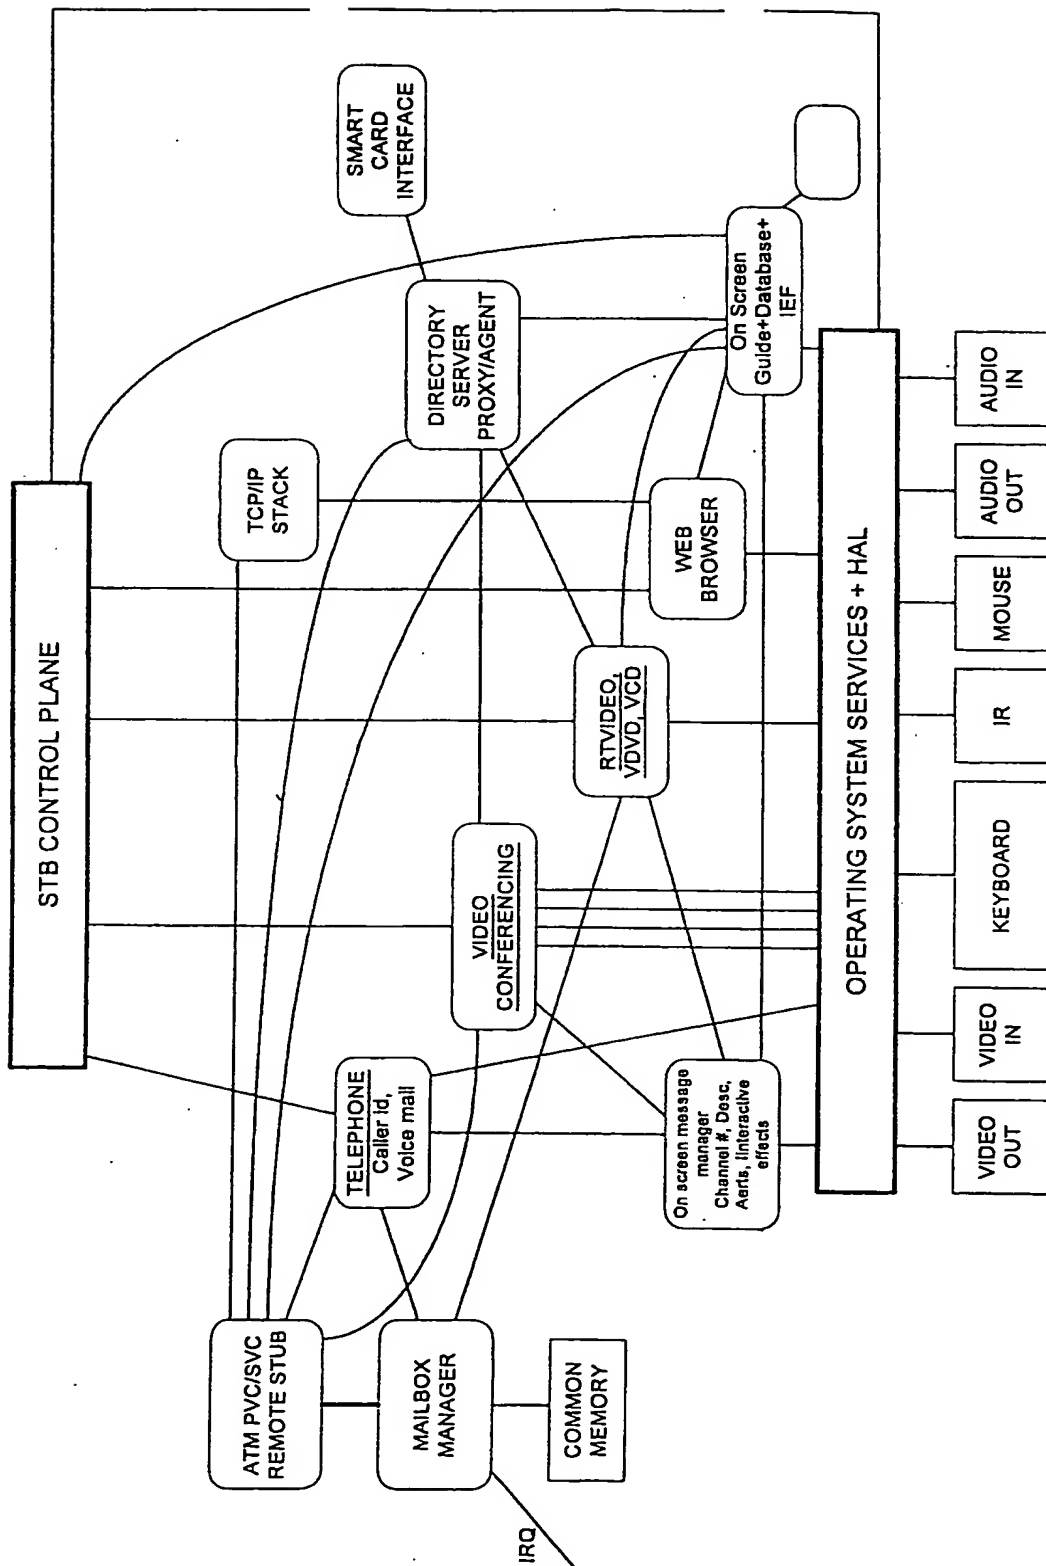 STB CONTROL PLANE
SMART
CARD
INTERFACE
TCP/IP
STACK
DIRECTORY
SERVER
PROXY/AGENT
ATM PVC/SVC
REMOTE STUB
TELEPHONE
Caller id,
Voice mail
VIDEO
CONFERENCING
MAILBOX
MANAGER
RTVIDEO,
VDVD, VCD
WEB
BROWSER
On Screen
Guide+Database+
IEF
IRQ
COMMON
MEMORY
On screen message
manager
Channel #, Desc,
Aerts, Iinteractive
effects
OPERATING SYSTEM SERVICES + HAL
VIDEO
OUT
VIDEO
IN
KEYBOARD
IR
MOUSE
AUDIO
OUT
AUDIO
IN